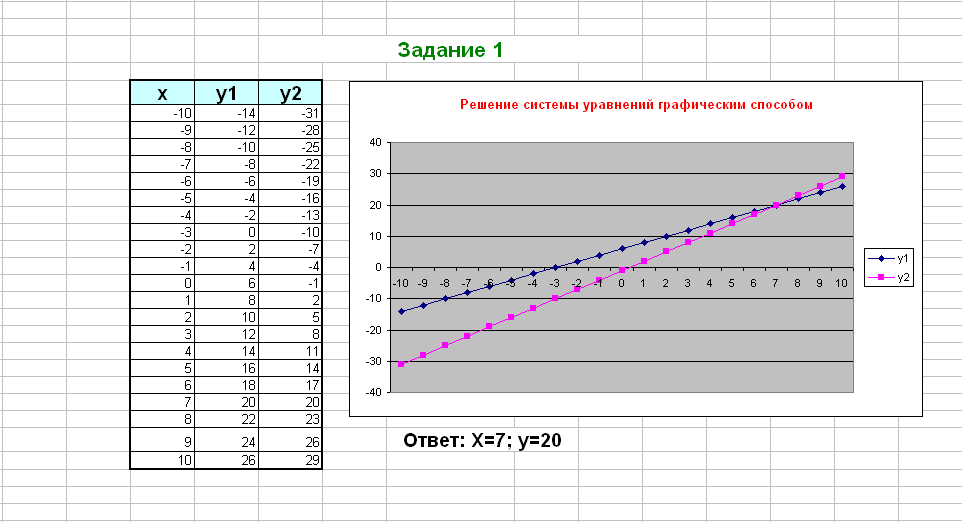 Задание 1
x y1 y2
-10 -14 -31
-9 -12 -28
-8 -10 -25
-7 -8 -22
-6 -6 -19
-5 -4 -16
-4 -2 -13
-3 0 -10
-2 2 -7
-1 4 -4
0 6 -1
1 8 2
2 10 5
3 12 8
4 14 11
5 16 14
6 18 17
7 20 20
8 22 23
9 24 26
10 26 29
Решение системы уравнений графическим способом
40
30
20
10
0
-10
-20
-30
-40
-10 -9 -8 -7 -6 -5 -4 -3 -2 -1 0 1 2 3 4 5 6 7 8 9 10
y1
y2
Ответ: X=7; y=20